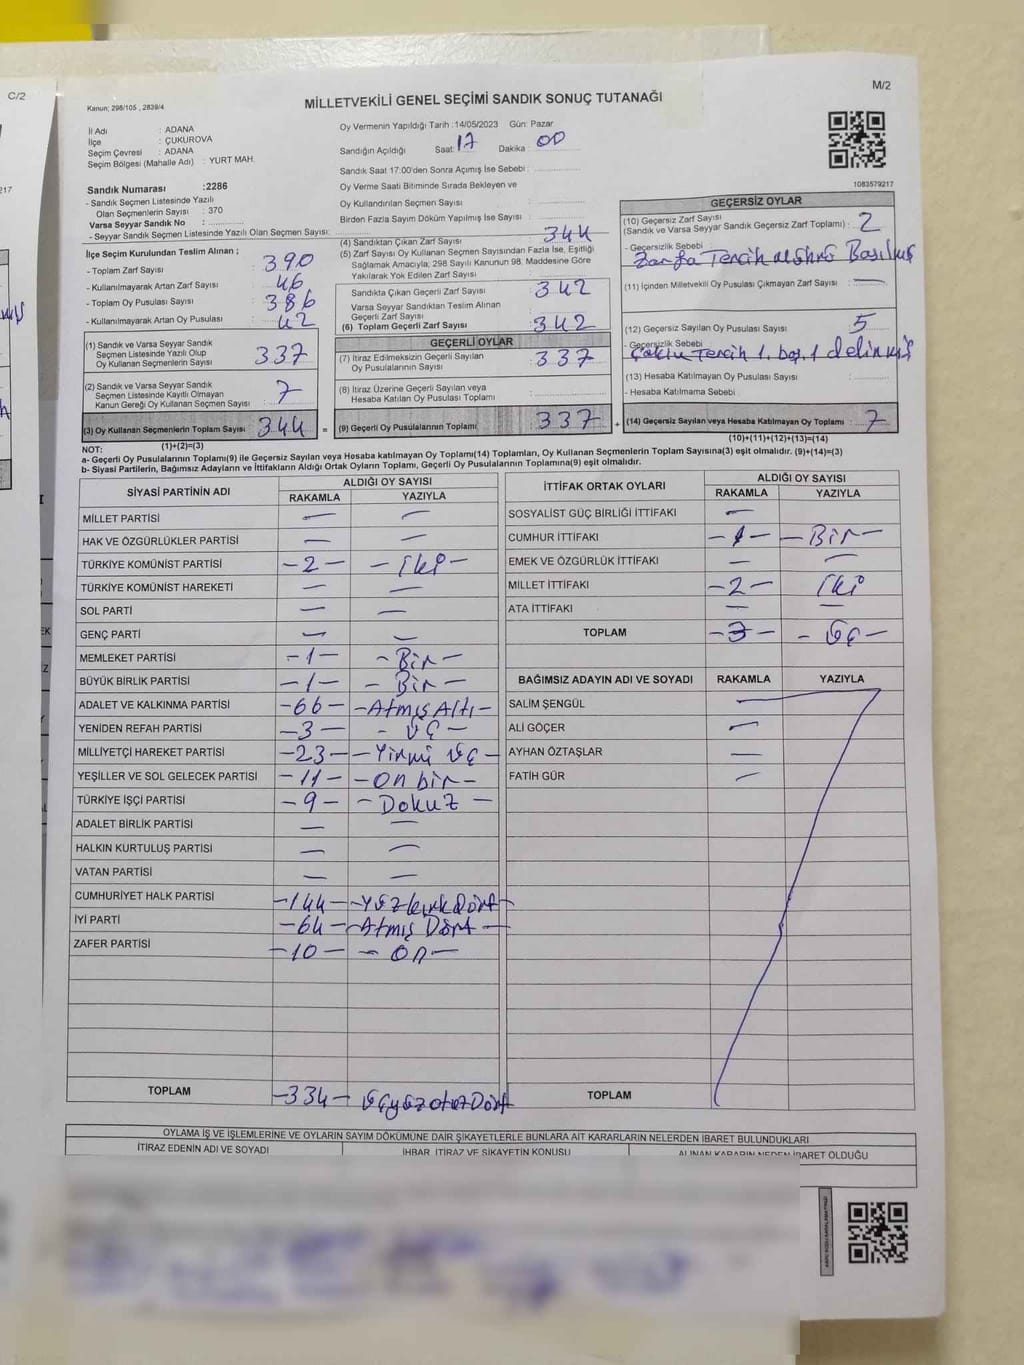 C/2
M/2
Kanun; 298/105 , 2839/4
MİLLETVEKİLİ GENEL SEÇİMİ SANDIK SONUÇ TUTANAĞI
İl Adı : ADANA
İlçe : ÇUKUROVA
Seçim Çevresi : ADANA
Seçim Bölgesi (Mahalle Adı) : YURT MAH.
Oy Vermenin Yapıldığı Tarih :14/05/2023 Gün: Pazar
Sandığın Açıldığı Saat: 17 Dakika : 00
Sandık Saat 17:00'den Sonra Açımış İse Sebebi :
Oy Verme Saati Bitiminde Sırada Bekleyen ve
Oy Kullandırılan Seçmen Sayısı :
Birden Fazla Sayım Döküm Yapılmış İse Sayısı :
1083579217
Sandık Numarası :2286
- Sandık Seçmen Listesinde Yazılı
Olan Seçmenlerin Sayısı : 370
Varsa Seyyar Sandık No :
- Seyyar Sandık Seçmen Listesinde Yazılı Olan Seçmen Sayısı:
İlçe Seçim Kurulundan Teslim Alınan ;
- Toplam Zarf Sayısı : 390
- Kullanılmayarak Artan Zarf Sayısı : 46
- Toplam Oy Pusulası Sayısı : 386
- Kullanılmayarak Artan Oy Pusulası : 42
(1) Sandık ve Varsa Seyyar Sandık
Seçmen Listesinde Yazılı Olup
Oy Kullanan Seçmenlerin Sayısı : 337
(2) Sandık ve Varsa Seyyar Sandık
Seçmen Listesinde Kayıtlı Olmayan
Kanun Gereği Oy Kullanan Seçmen Sayısı : 7
(3) Oy Kullanan Seçmenlerin Toplam Sayısı : 344
(1)+(2)=(3)
(4) Sandıktan Çıkan Zarf Sayısı : 344
(5) Zarf Sayısı Oy Kullanan Seçmen Sayısından Fazla İse, Eşitliği
Sağlamak Amacıyla; 298 Sayılı Kanunun 98. Maddesine Göre
Yakılarak Yok Edilen Zarf Sayısı :
Sandıkta Çıkan Geçerli Zarf Sayısı : 342
Varsa Seyyar Sandıktan Teslim Alınan
Geçerli Zarf Sayısı :
(6) Toplam Geçerli Zarf Sayısı : 342
GEÇERLİ OYLAR
(7) İtiraz Edilmeksizin Geçerli Sayılan
Oy Pusulasının Sayısı : 337
(8) İtiraz Üzerine Geçerli Sayılan veya
Hesaba Katılan Oy Pusulası Toplamı :
= (9) Geçerli Oy Pusulalarının Toplamı : 337
GEÇERSİZ OYLAR
(10) Geçersiz Zarf Sayısı
(Sandık ve Varsa Seyyar Sandık Geçersiz Zarf Toplamı) : 2
- Geçersizlik Sebebi
Zarfa Tercih mührü Basılmış
(11) İçinden Milletvekili Oy Pusulası Çıkmayan Zarf Sayısı : —
(12) Geçersiz Sayılan Oy Pusulası Sayısı : 5
- Geçersizlik Sebebi
Tercih 1. boş. 1 delinmiş
(13) Hesaba Katılmayan Oy Pusulası Sayısı :
- Hesaba Katılmama Sebebi :
+ (14) Geçersiz Sayılan veya Hesaba Katılmayan Oy Toplamı : 7
(10)+(11)+(12)+(13)=(14)
NOT:
a- Geçerli Oy Pusulalarının Toplamı(9) ile Geçersiz Sayılan veya Hesaba katılmayan Oy Toplamı(14) Toplamları, Oy Kullanan Seçmenlerin Toplam Sayısına(3) eşit olmalıdır. (9)+(14)=(3)
b- Siyasi Partilerin, Bağımsız Adayların ve İttifakların Aldığı Ortak Oyların Toplamı, Geçerli Oy Pusulalarının Toplamına(9) eşit olmalıdır.
SİYASİ PARTİNİN ADI ALDIĞI OY SAYISI
RAKAMLA YAZIYLA
MİLLET PARTİSİ — —
HAK VE ÖZGÜRLÜKLER PARTİSİ — —
TÜRKİYE KOMÜNİST PARTİSİ -2- -İki-
TÜRKİYE KOMÜNİST HAREKETİ — —
SOL PARTİ — —
GENÇ PARTİ — —
MEMLEKET PARTİSİ -1- -Bir-
BÜYÜK BİRLİK PARTİSİ -1- -Bir-
ADALET VE KALKINMA PARTİSİ -66- -Atmış Altı-
YENİDEN REFAH PARTİSİ -3- - Üç -
MİLLİYETÇİ HAREKET PARTİSİ -23- -Yirmi Üç-
YEŞİLLER VE SOL GELECEK PARTİSİ -11- -On bir-
TÜRKİYE İŞÇİ PARTİSİ -9- -Dokuz-
ADALET BİRLİK PARTİSİ — —
HALKIN KURTULUŞ PARTİSİ — —
VATAN PARTİSİ — —
CUMHURİYET HALK PARTİSİ -144- -Yüz kırk Dört-
İYİ PARTİ -64- -Atmış Dört-
ZAFER PARTİSİ -10- -On-
TOPLAM -334- Üçyüz otuz Dört
İTTİFAK ORTAK OYLARI ALDIĞI OY SAYISI
RAKAMLA YAZIYLA
SOSYALİST GÜÇ BİRLİĞİ İTTİFAKI —
CUMHUR İTTİFAKI -1- -Bir-
EMEK VE ÖZGÜRLÜK İTTİFAKI — —
MİLLET İTTİFAKI -2- İki
ATA İTTİFAKI — —
TOPLAM -3- - Üç -
BAĞIMSIZ ADAYIN ADI VE SOYADI RAKAMLA YAZIYLA
SALİM ŞENGÜL —
ALİ GÖÇER —
AYHAN ÖZTAŞLAR —
FATİH GÜR —
TOPLAM
OYLAMA İŞ VE İŞLEMLERİNE VE OYLARIN SAYIM DÖKÜMÜNE DAİR ŞİKAYETLERLE BUNLARA AİT KARARLARIN NELERDEN İBARET BULUNDUKLARI
İTİRAZ EDENİN ADI VE SOYADI İHBAR, İTİRAZ VE ŞİKAYETİN KONUSU ALINAN KARARIN NEDEN İBARET OLDUĞU